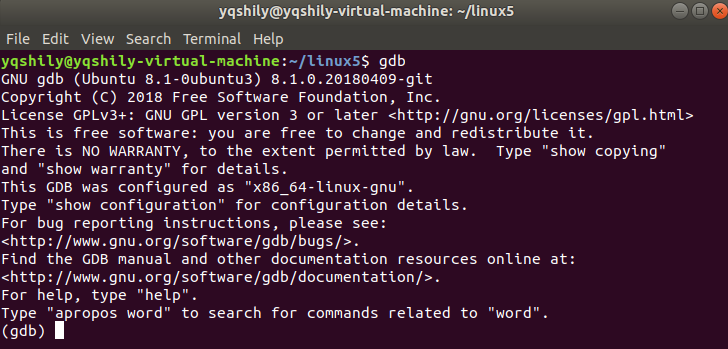 yqshily@yqshily-virtual-machine: ~/linux5
File Edit View Search Terminal Help
yqshily@yqshily-virtual-machine:~/linux5$ gdb
GNU gdb (Ubuntu 8.1-0ubuntu3) 8.1.0.20180409-git
Copyright (C) 2018 Free Software Foundation, Inc.
License GPLv3+: GNU GPL version 3 or later <http://gnu.org/licenses/gpl.html>
This is free software: you are free to change and redistribute it.
There is NO WARRANTY, to the extent permitted by law.  Type "show copying"
and "show warranty" for details.
This GDB was configured as "x86_64-linux-gnu".
Type "show configuration" for configuration details.
For bug reporting instructions, please see:
<http://www.gnu.org/software/gdb/bugs/>.
Find the GDB manual and other documentation resources online at:
<http://www.gnu.org/software/gdb/documentation/>.
For help, type "help".
Type "apropos word" to search for commands related to "word".
(gdb)